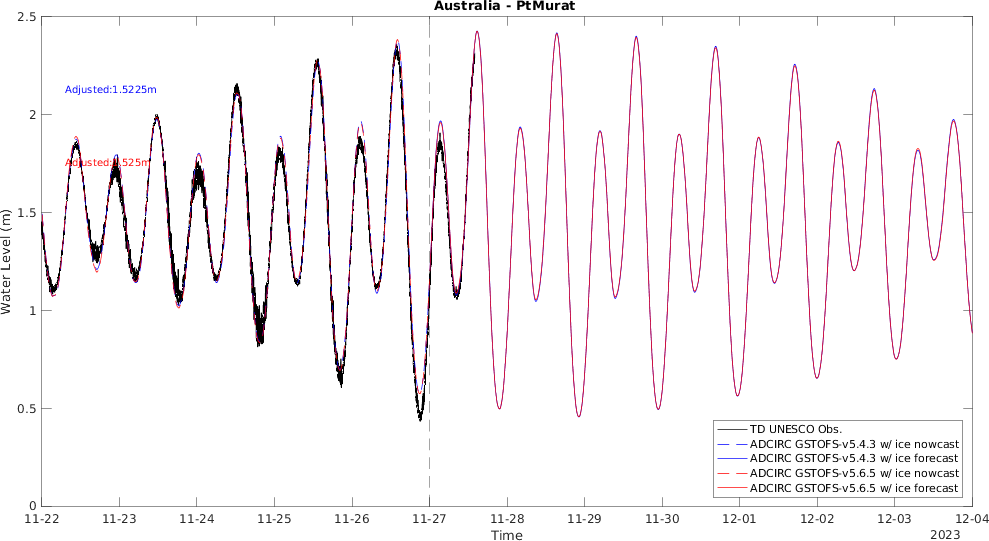 Australia - PtMurat
2.5
2
1.5
1
0.5
0
Water Level (m)
Adjusted:1.5225m
Adjusted:1.525m
TD UNESCO Obs.
ADCIRC GSTOFS-v5.4.3 w/ ice nowcast
ADCIRC GSTOFS-v5.4.3 w/ ice forecast
ADCIRC GSTOFS-v5.6.5 w/ ice nowcast
ADCIRC GSTOFS-v5.6.5 w/ ice forecast
11-22 11-23 11-24 11-25 11-26 11-27 11-28 11-29 11-30 12-01 12-02 12-03 12-04
Time
2023